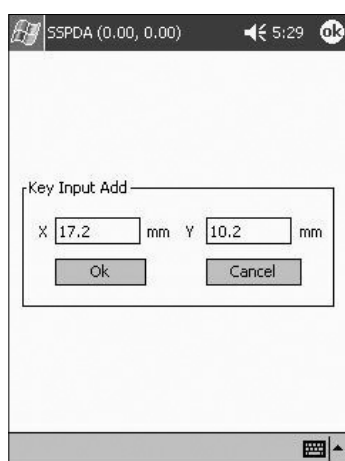 SSPDA (0.00, 0.00) 5:29 ok
Key Input Add
X 17.2 mm Y 10.2 mm
Ok Cancel